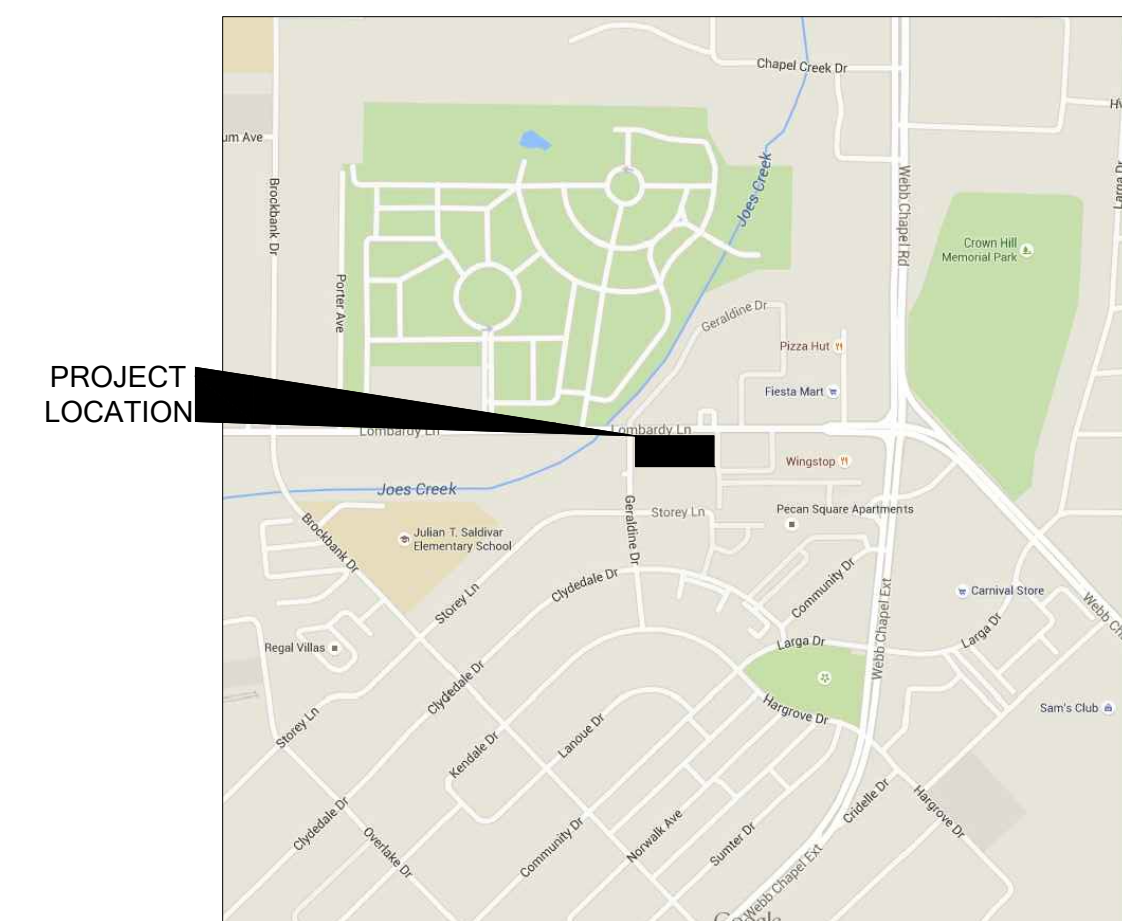 Chapel Creek Dr
Brockbank Dr
Joes Creek
Webb Chapel Rd
Crown Hill
Memorial Park
Porter Ave
Geraldine Dr
Pizza Hut
PROJECT
LOCATION
Fiesta Mart
Lombardy Ln
Lombardy Ln
Wingstop
Joes Creek
Geraldine Dr
Storey Ln
Pecan Square Apartments
Brockbank Dr
Julian T. Saldivar
Elementary School
Storey Ln
Clydedale Dr
Community Dr
Webb Chapel Ext
Carnival Store
Larga Dr
Regal Villas
Larga Dr
Clydedale Dr
Hargrove Dr
Sam's Club
Storey Ln
Kendale Dr
Lanoue Dr
Clydedale Dr
Overlake Dr
Community Dr
Norwalk Ave
Sumter Dr
Cridelle Dr
Hargrove Dr
Webb Chapel Ext